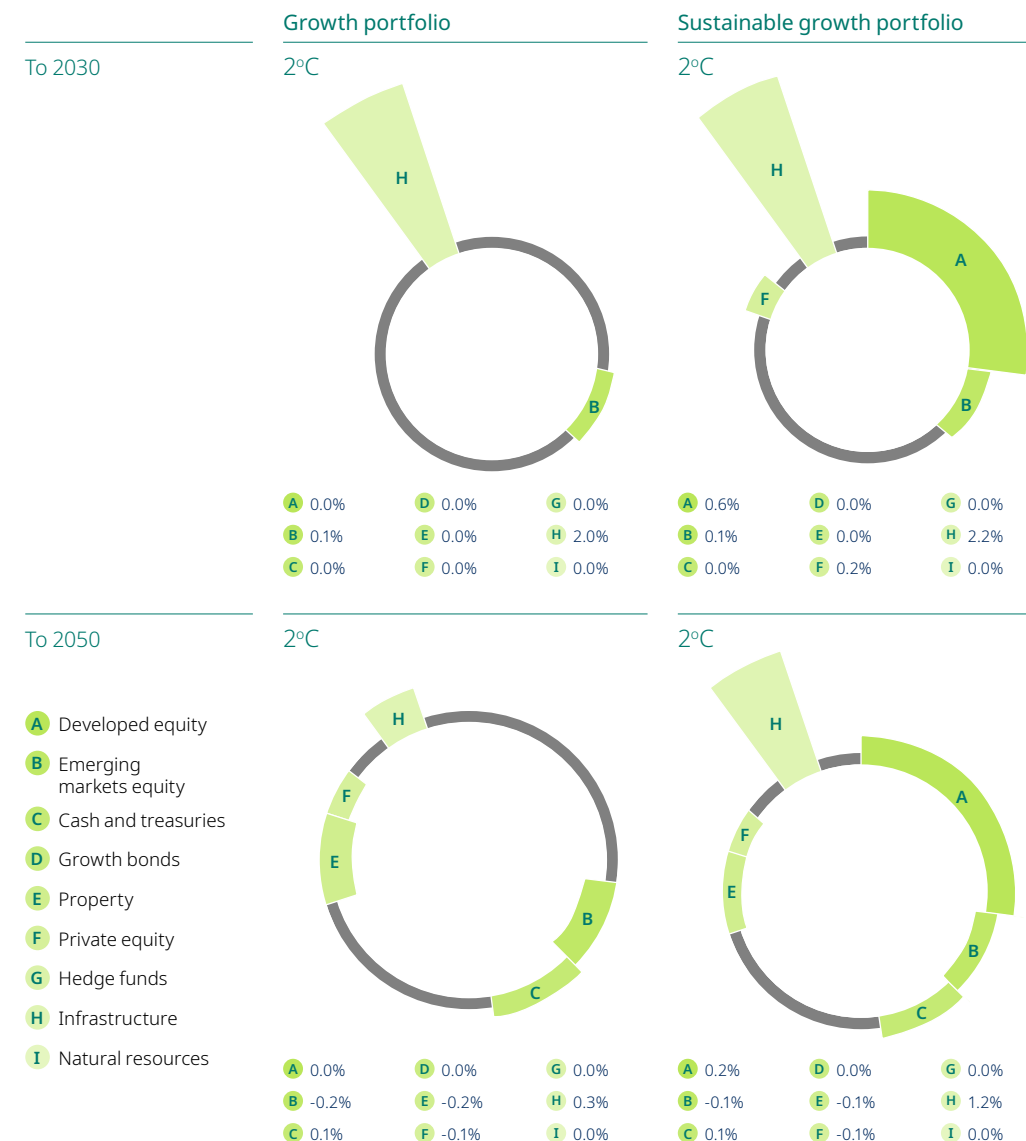 Growth portfolio
Sustainable growth portfolio
To 2030
2°C
2°C
H
B
H
A
F
B
A 0.0%
D 0.0%
G 0.0%
B 0.1%
E 0.0%
H 2.0%
C 0.0%
F 0.0%
I 0.0%
A 0.6%
D 0.0%
G 0.0%
B 0.1%
E 0.0%
H 2.2%
C 0.0%
F 0.2%
I 0.0%
To 2050
2°C
2°C
A Developed equity
B Emerging
markets equity
C Cash and treasuries
D Growth bonds
E Property
F Private equity
G Hedge funds
H Infrastructure
I Natural resources
H
F
E
B
C
H
A
F
E
B
C
A 0.0%
D 0.0%
G 0.0%
B -0.2%
E -0.2%
H 0.3%
C 0.1%
F -0.1%
I 0.0%
A 0.2%
D 0.0%
G 0.0%
B -0.1%
E -0.1%
H 1.2%
C 0.1%
F -0.1%
I 0.0%